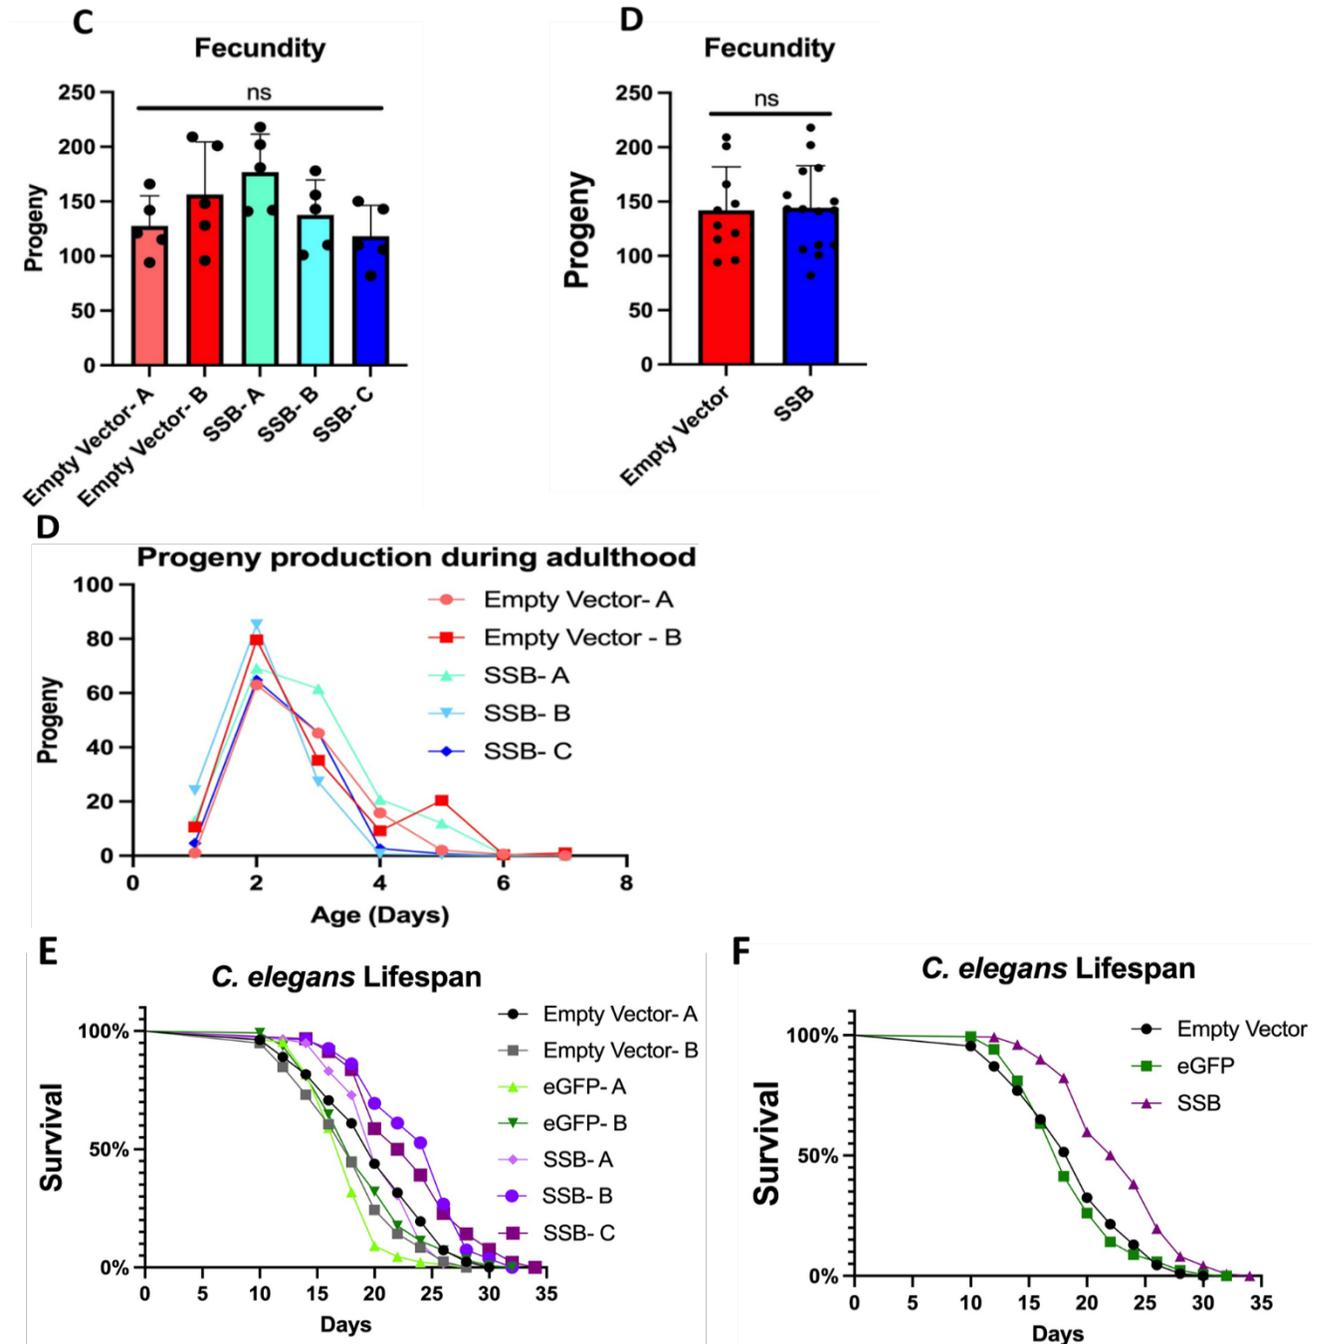 C
Fecundity
ns
250
200
150
100
50
0
Progeny
Empty Vector- A
Empty Vector- B
SSB- A
SSB- B
SSB- C
D
Fecundity
ns
250
200
150
100
50
0
Progeny
Empty Vector
SSB
D
Progeny production during adulthood
100
80
60
40
20
0
Progeny
Empty Vector- A
Empty Vector - B
SSB- A
SSB- B
SSB- C
0 2 4 6 8
Age (Days)
E
C. elegans Lifespan
100%
50%
0%
Survival
Empty Vector- A
Empty Vector- B
eGFP- A
eGFP- B
SSB- A
SSB- B
SSB- C
0 5 10 15 20 25 30 35
Days
F
C. elegans Lifespan
100%
50%
0%
Survival
Empty Vector
eGFP
SSB
0 5 10 15 20 25 30 35
Days